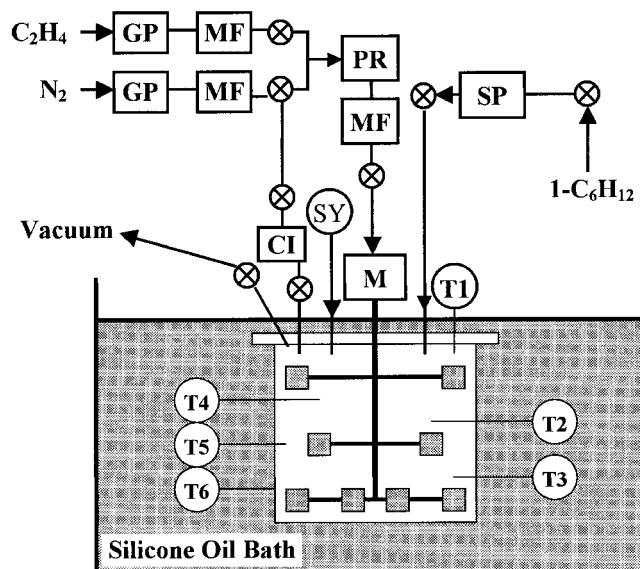 C₂H₄ GP MF PR
N₂ GP MF MF SP
1-C₆H₁₂
Vacuum CI SY M T1
T4 T2
T5 T3
T6
Silicone Oil Bath